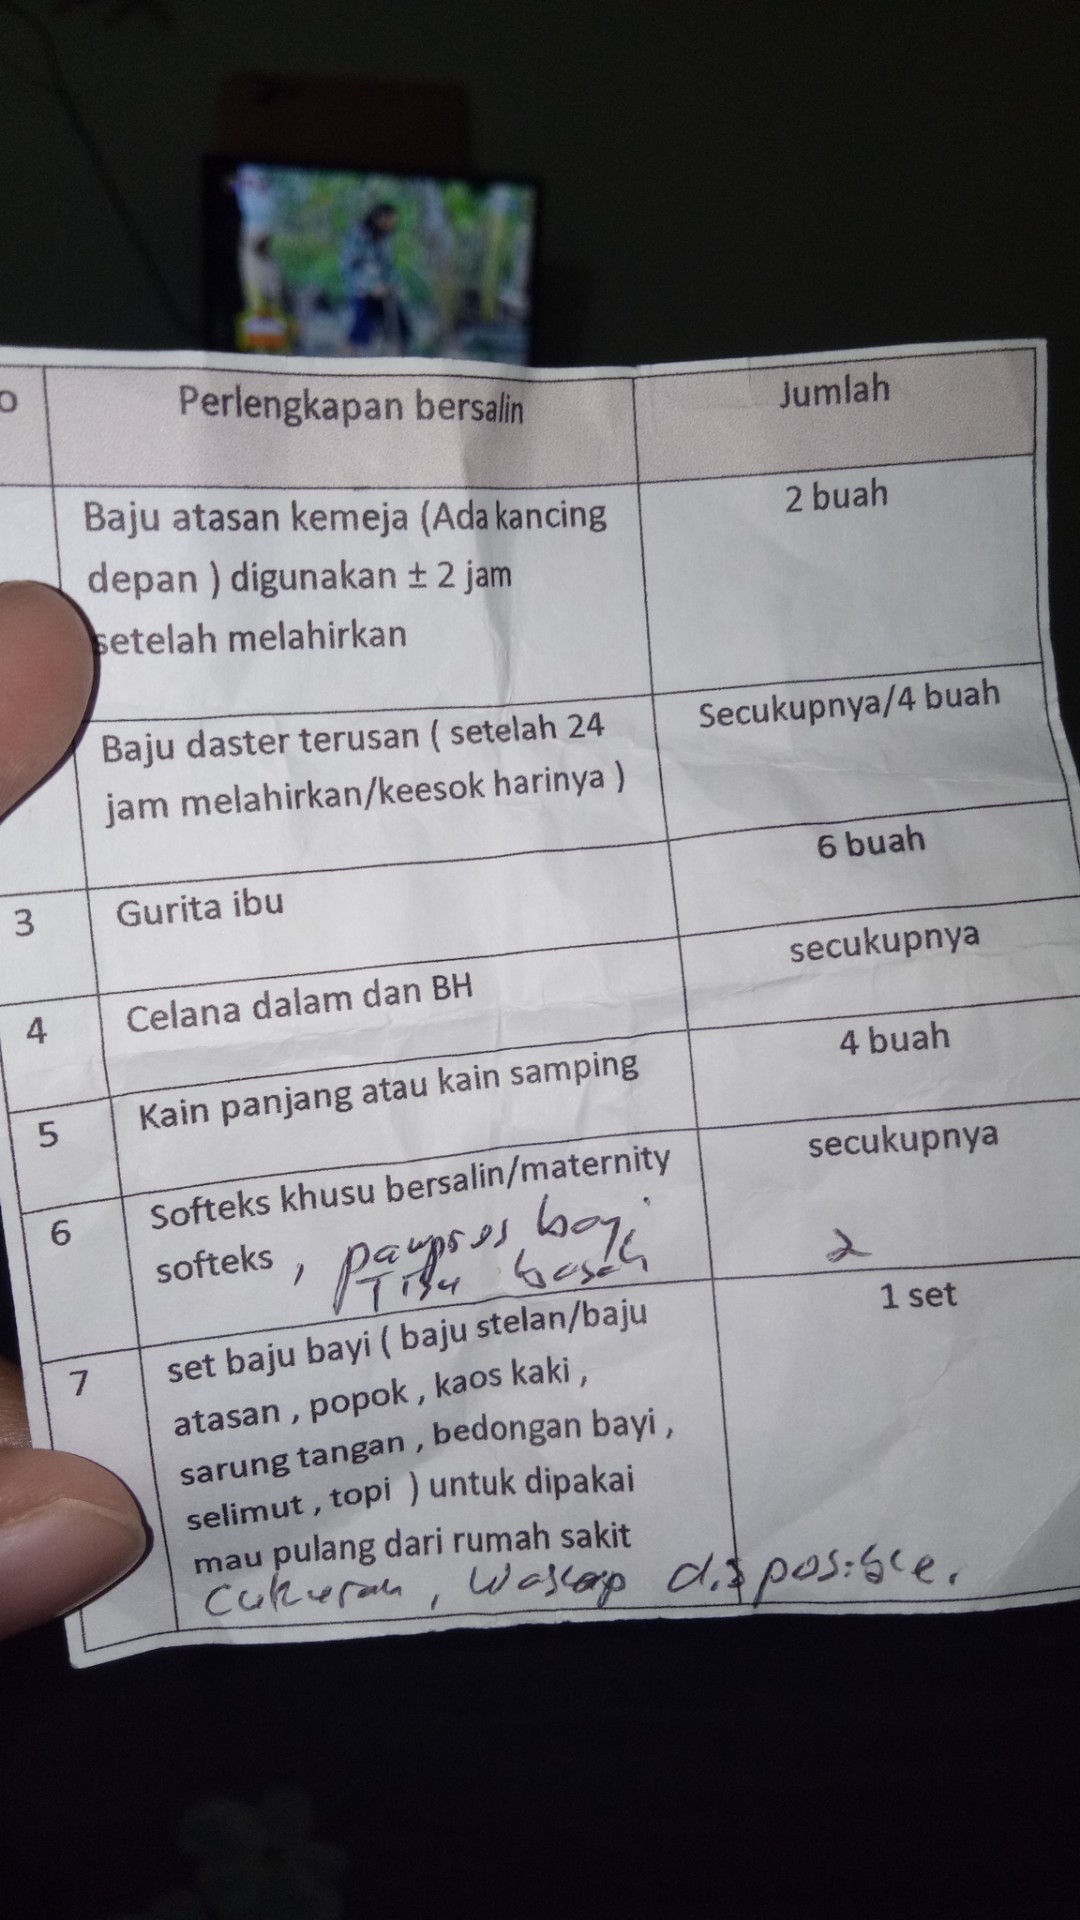 o Perlengkapan bersalin Jumlah
Baju atasan kemeja (Ada kancing 2 buah
depan ) digunakan ± 2 jam
setelah melahirkan
Baju daster terusan ( setelah 24 Secukupnya/4 buah
jam melahirkan/keesok harinya )
3 Gurita ibu 6 buah
4 Celana dalam dan BH secukupnya
5 Kain panjang atau kain samping 4 buah
6 Softeks khusu bersalin/maternity secukupnya
softeks , pampres bayi
Tisu basah 2
7 set baju bayi ( baju stelan/baju 1 set
atasan , popok , kaos kaki ,
sarung tangan , bedongan bayi ,
selimut , topi ) untuk dipakai
mau pulang dari rumah sakit
Cukuran , Waslap disposible.